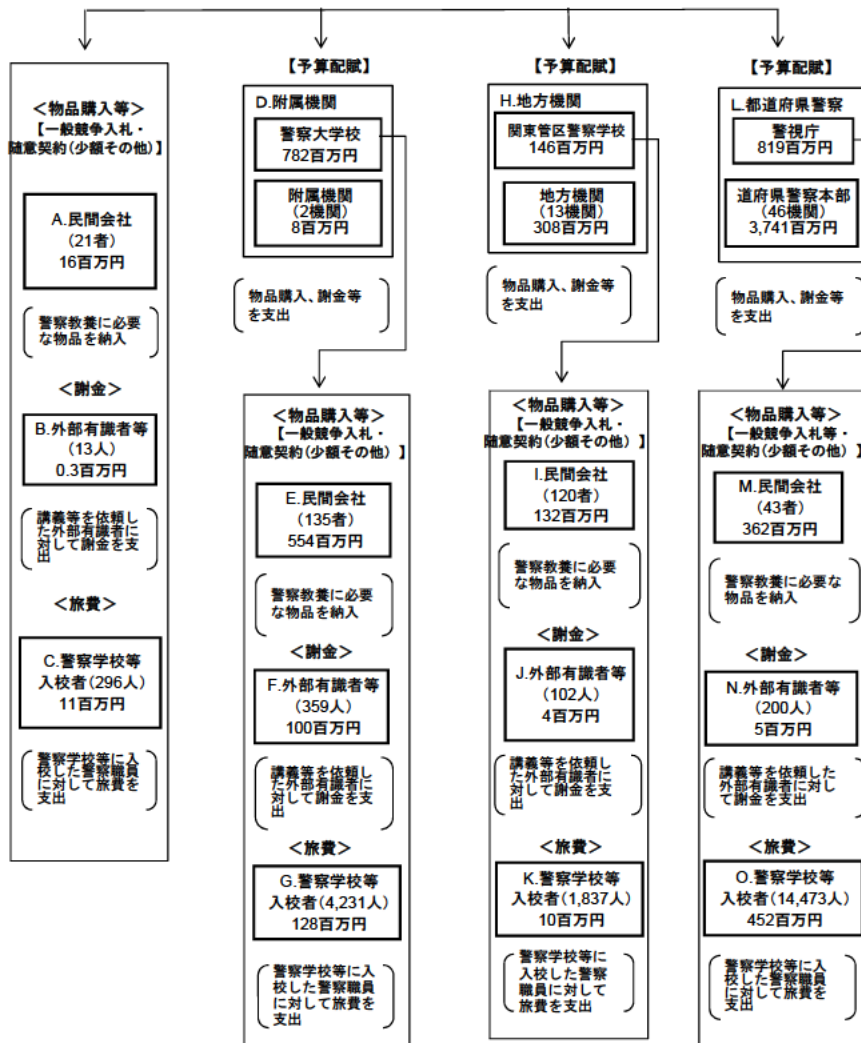 ＜物品購入等＞
【一般競争入札・
随意契約(少額その他)】
A.民間会社
(21者)
16百万円
警察教養に必要
な物品を納入
＜謝金＞
B.外部有識者等
(13人)
0.3百万円
講義等を依頼し
た外部有識者に
対して謝金を支
出
＜旅費＞
C.警察学校等
入校者(296人)
11百万円
警察学校等に入
校した警察職員
に対して旅費を
支出
【予算配賦】
D.附属機関
警察大学校
782百万円
附属機関
(2機関)
8百万円
物品購入、謝金等
を支出
＜物品購入等＞
【一般競争入札・
随意契約(少額その他) 】
E.民間会社
(135者)
554百万円
警察教養に必要
な物品を納入
＜謝金＞
F.外部有識者等
(359人)
100百万円
講義等を依頼し
た外部有識者に
対して謝金を支
出
＜旅費＞
G.警察学校等
入校者(4,231人)
128百万円
警察学校等に入
校した警察職員
に対して旅費を
支出
【予算配賦】
H.地方機関
関東管区警察学校
146百万円
地方機関
(13機関)
308百万円
物品購入、謝金等
を支出
＜物品購入等＞
【一般競争入札・
随意契約(少額その他) 】
I.民間会社
(120者)
132百万円
警察教養に必要
な物品を納入
＜謝金＞
J.外部有識者等
(102人)
4百万円
講義等を依頼し
た外部有識者に
対して謝金を支
出
＜旅費＞
K.警察学校等
入校者(1,837人)
10百万円
警察学校等に
入校した警察
職員に対して
旅費を支出
【予算配賦】
L.都道府県警察
警視庁
819百万円
道府県警察本部
(46機関)
3,741百万円
物品購入、謝金等
を支出
＜物品購入等＞
【一般競争入札等・
随意契約(少額その他) 】
M.民間会社
(43者)
362百万円
警察教養に必要な
物品を納入
＜謝金＞
N.外部有識者等
(200人)
5百万円
講義等を依頼した
外部有識者に対し
て謝金を支出
＜旅費＞
O.警察学校等
入校者(14,473人)
452百万円
警察学校等に入
校した警察職員
に対して旅費を
支出